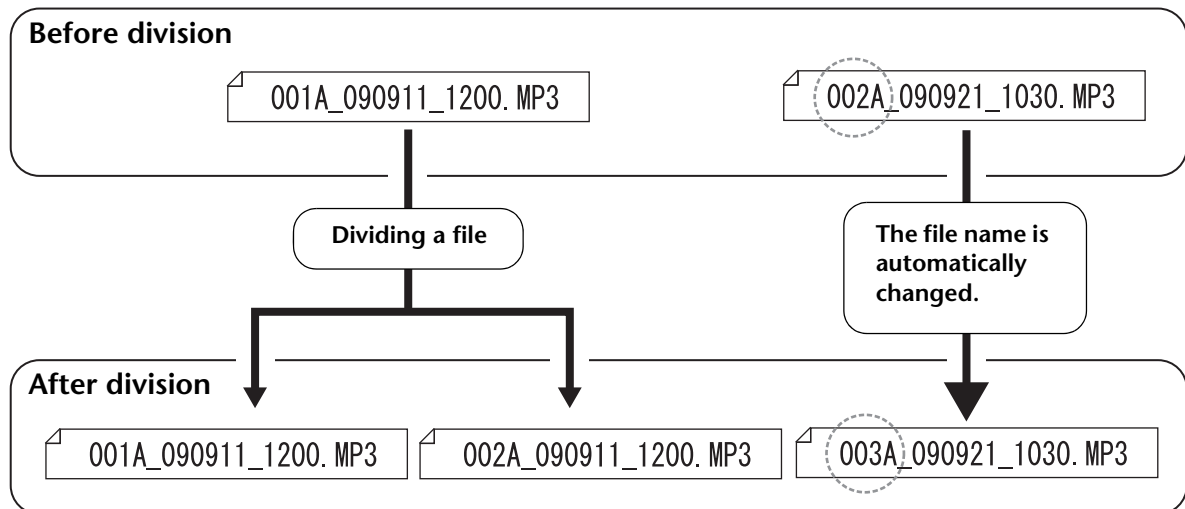 Before division
001A_090911_1200.MP3
002A_090921_1030.MP3
Dividing a file
The file name is
automatically
changed.
After division
001A_090911_1200.MP3
002A_090911_1200.MP3
003A_090921_1030.MP3